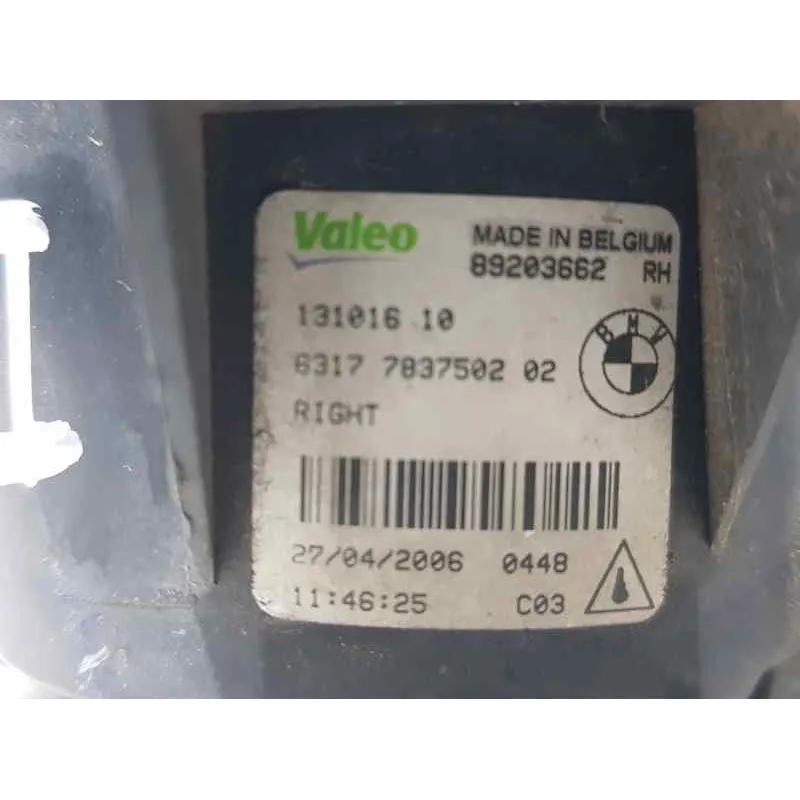 Valeo
MADE IN BELGIUM
89203662 RH
131016 10
6317 7837502 02
BMW
RIGHT
27/04/2006 0448
11:46:25 C03